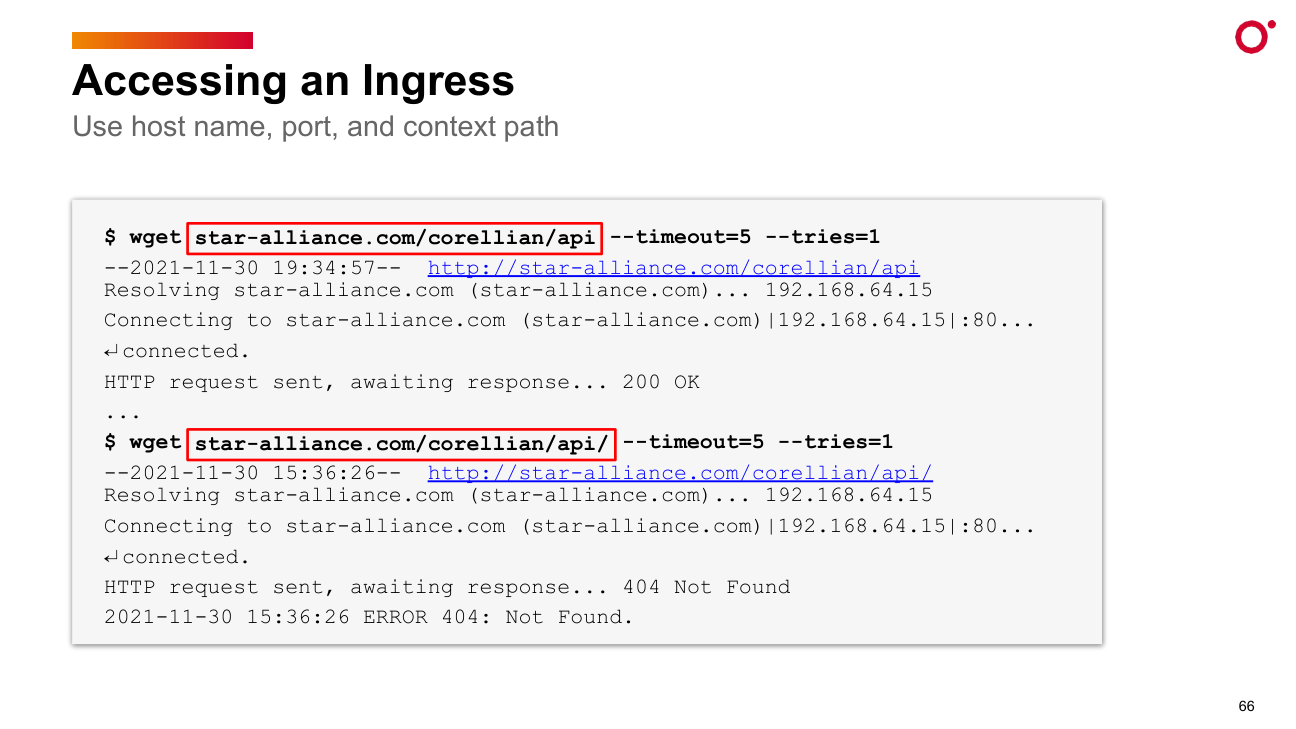 Accessing an Ingress
Use host name, port, and context path
$ wget star-alliance.com/corellian/api --timeout=5 --tries=1
--2021-11-30 19:34:57--  http://star-alliance.com/corellian/api
Resolving star-alliance.com (star-alliance.com)... 192.168.64.15
Connecting to star-alliance.com (star-alliance.com)|192.168.64.15|:80...
↵connected.
HTTP request sent, awaiting response... 200 OK
...
$ wget star-alliance.com/corellian/api/ --timeout=5 --tries=1
--2021-11-30 15:36:26--  http://star-alliance.com/corellian/api/
Resolving star-alliance.com (star-alliance.com)... 192.168.64.15
Connecting to star-alliance.com (star-alliance.com)|192.168.64.15|:80...
↵connected.
HTTP request sent, awaiting response... 404 Not Found
2021-11-30 15:36:26 ERROR 404: Not Found.
66